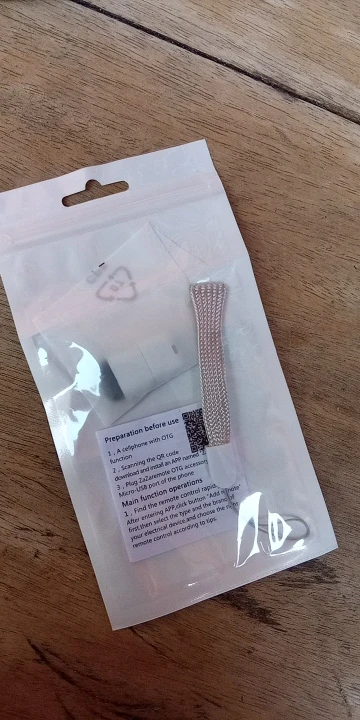 Preparation before use
1 . A cellphone with OTG
function
2 . Scanning the QR code
download and install an APP named
3 . Plug ZaZaremote OTG accessory
Micro-USB port of the phone
Main function operations
1 . Find the remote control rapidly
After entering APP,click button "Add remote"
first,then select the type and the brand
your electrical device,and choose the right
remote control according to tips.